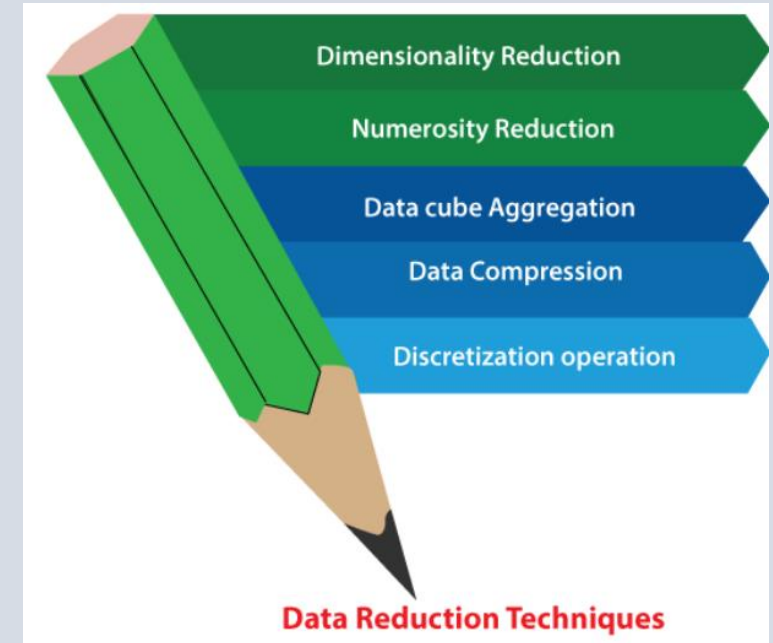 Dimensionality Reduction
Numerosity Reduction
Data cube Aggregation
Data Compression
Discretization operation
Data Reduction Techniques